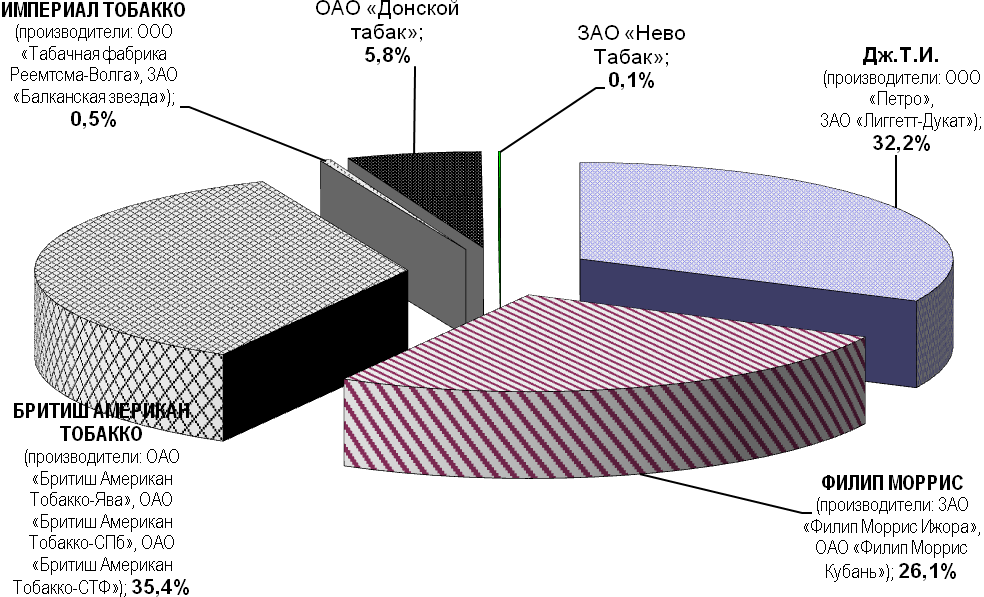 ИМПЕРИАЛ ТОБАККО
(производители: ООО
«Табачная фабрика
Реемтсма-Волга», ЗАО
«Балканская звезда»);
0,5%
ОАО «Донской
табак»;
5,8%
ЗАО «Нево
Табак»;
0,1%
Дж.Т.И.
(производители: ООО
«Петро»,
ЗАО «Лиггетт-Дукат»);
32,2%
БРИТИШ АМЕРИКАН
ТОБАККО
(производители: ОАО
«Бритиш Американ
Тобакко-Ява», ОАО
«Бритиш Американ
Тобакко-СПб», ОАО
«Бритиш Американ
Тобакко-СТФ»); 35,4%
ФИЛИП МОРРИС
(производители: ЗАО
«Филип Моррис Ижора»,
ОАО «Филип Моррис
Кубань»); 26,1%